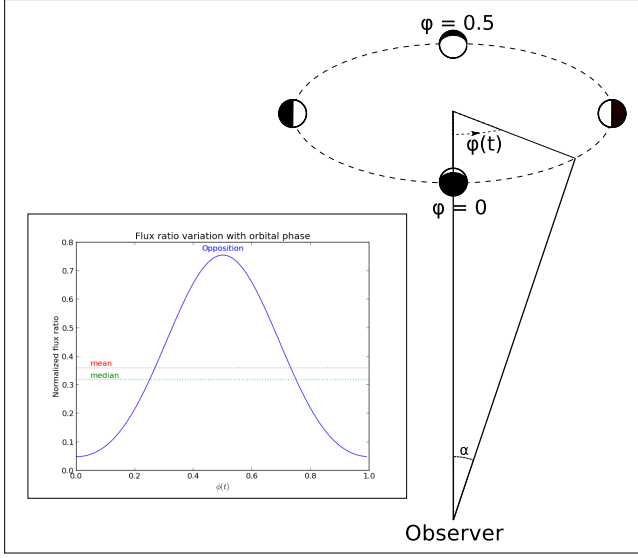 φ = 0.5
φ(t)
φ = 0
Flux ratio variation with orbital phase
Opposition
Normalized flux ratio
0.8
0.7
0.6
0.5
0.4
mean
median
0.3
0.2
0.1
0.0
0.0 0.2 0.4 0.6 0.8 1.0
ϕ(t)
α
Observer